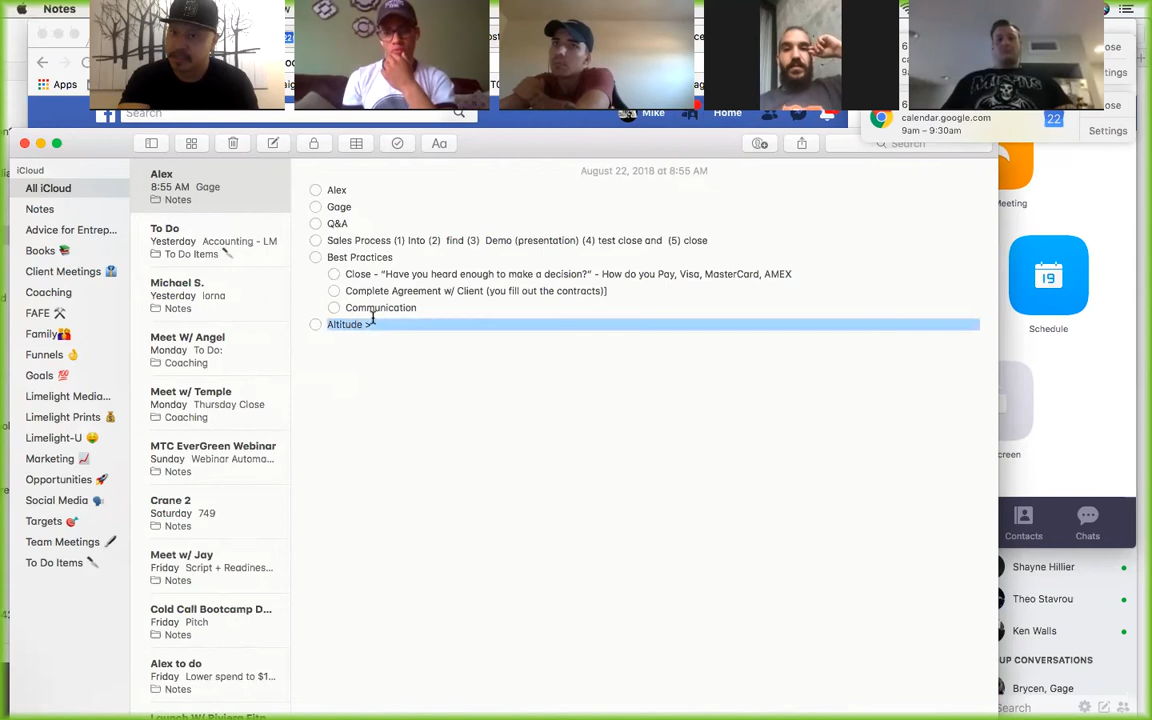 Notes
Apps
Search
Mike
Home
calendar.google.com
9am – 9:30am
22
Settings
Search
iCloud
All iCloud
Notes
Advice for Entrep...
Books
Client Meetings
Coaching
FAFE
Family
Funnels
Goals
Limelight Media...
Limelight Prints
Limelight-U
Marketing
Opportunities
Social Media
Targets
Team Meetings
To Do Items
Alex
8:55 AM Gage
Notes
To Do
Yesterday Accounting - LM
To Do Items
Michael S.
Yesterday lorna
Notes
Meet W/ Angel
Monday To Do:
Coaching
Meet w/ Temple
Monday Thursday Close
Coaching
MTC EverGreen Webinar
Sunday Webinar Automa...
Notes
Crane 2
Saturday 749
Notes
Meet w/ Jay
Friday Script + Readines...
Notes
Cold Call Bootcamp D...
Friday Pitch
Notes
Alex to do
Friday Lower spend to $1...
Notes
Launch W/ Riviera Fitn
August 22, 2018 at 8:55 AM
Alex
Gage
Q&A
Sales Process (1) Into (2) find (3) Demo (presentation) (4) test close and (5) close
Best Practices
Close - “Have you heard enough to make a decision?” - How do you Pay, Visa, MasterCard, AMEX
Complete Agreement w/ Client (you fill out the contracts)]
Communication
Altitude >
Meeting
19
Schedule
creen
Contacts
Chats
Shayne Hillier
Theo Stavrou
Ken Walls
UP CONVERSATIONS
Brycen, Gage
Search